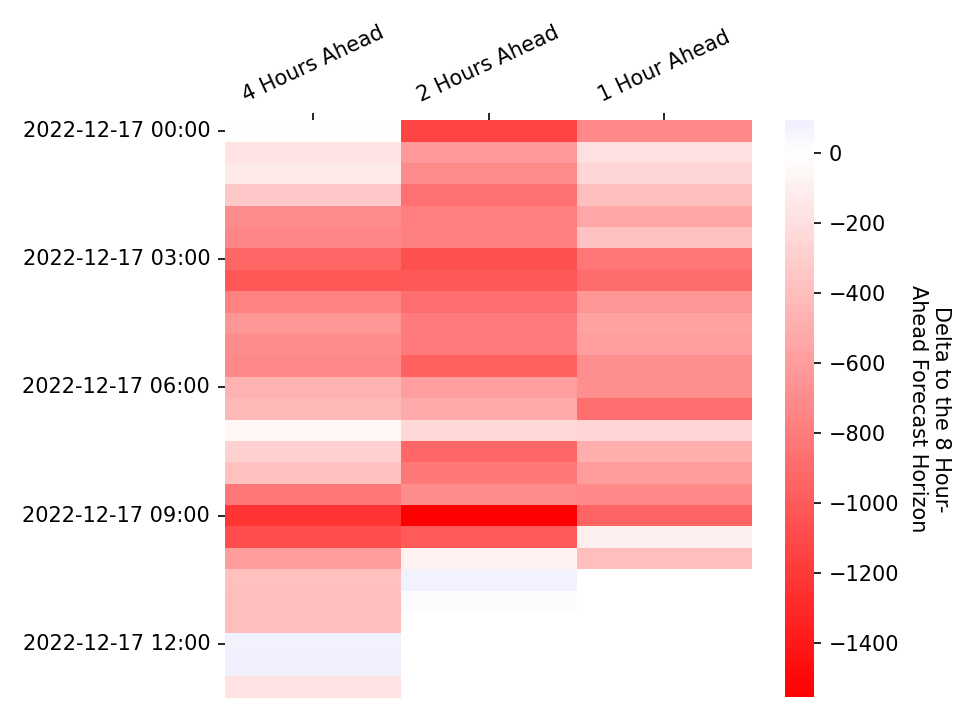 4 Hours Ahead
2 Hours Ahead
1 Hour Ahead
2022-12-17 00:00
2022-12-17 03:00
2022-12-17 06:00
2022-12-17 09:00
2022-12-17 12:00
0
−200
−400
−600
−800
−1000
−1200
−1400
Delta to the 8 Hour-
Ahead Forecast Horizon